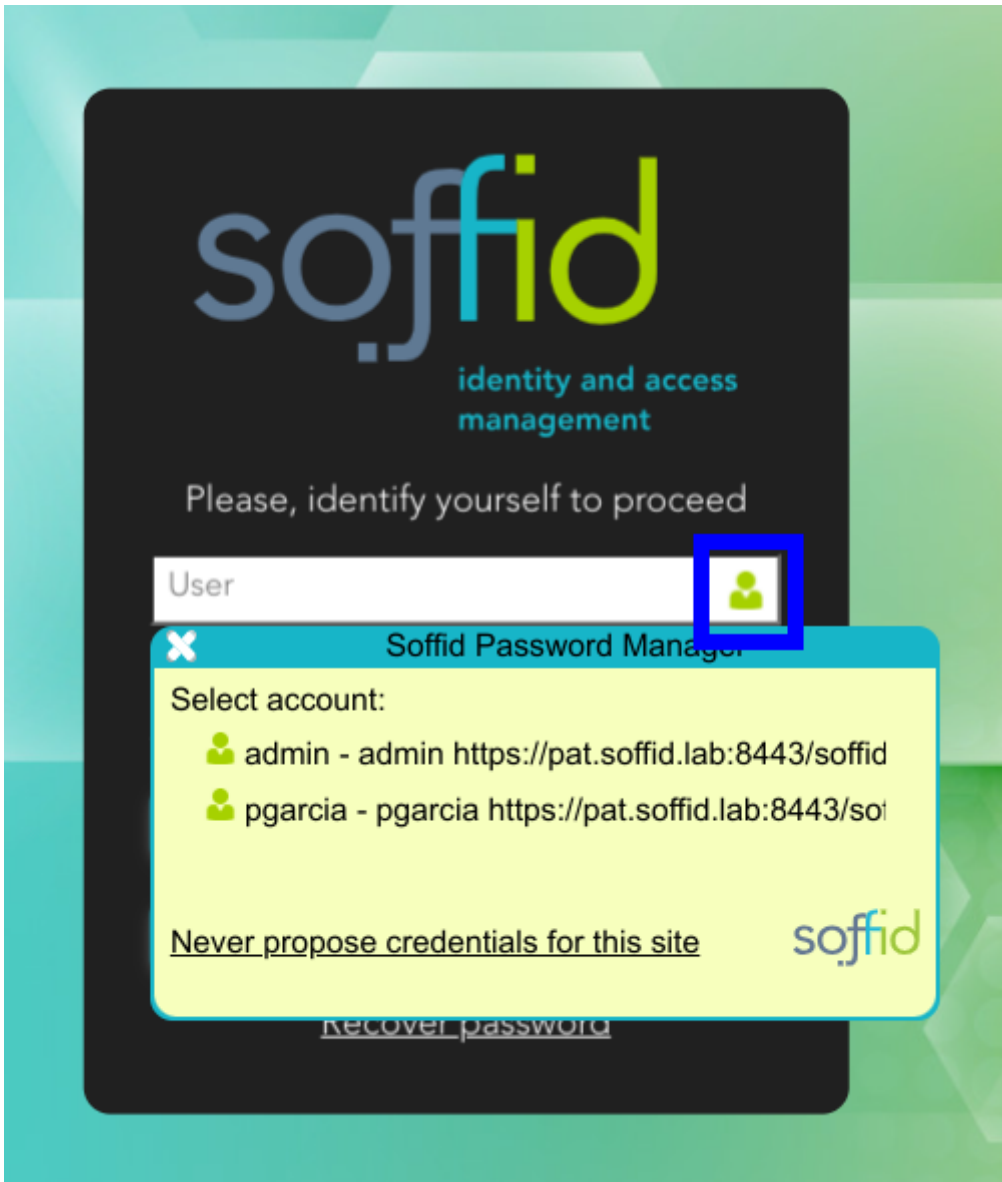 soffid
identity and access
management
Please, identify yourself to proceed
User
Soffid Password Manager
Select account:
admin - admin https://pat.soffid.lab:8443/soffid
pgarcia - pgarcia https://pat.soffid.lab:8443/sof
Never propose credentials for this site
soffid
Recover password